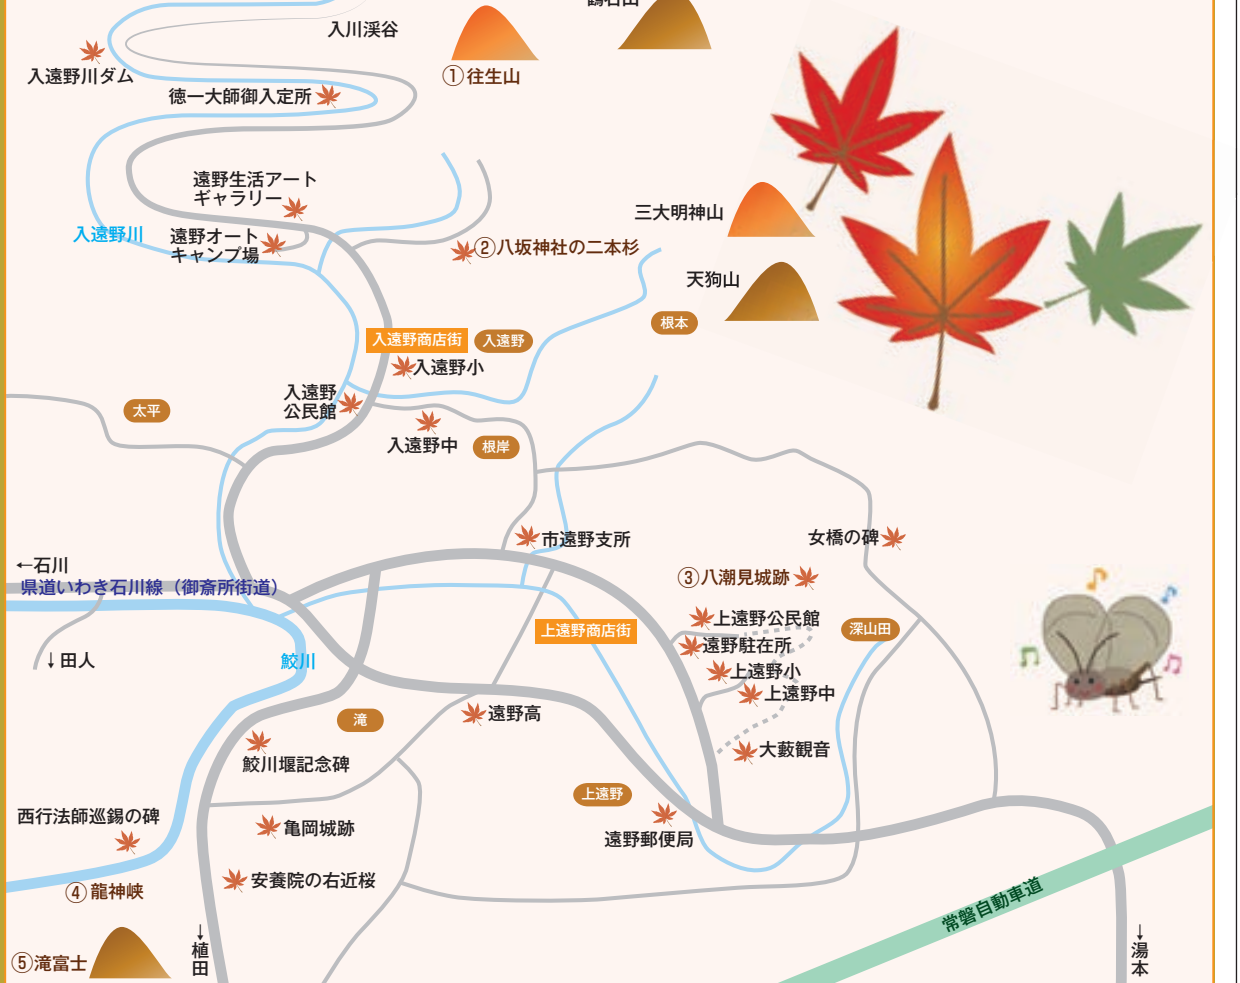 入川渓谷
鶴石山
入遠野川ダム
①往生山
徳一大師御入定所
遠野生活アート
ギャラリー
三大明神山
入遠野川
遠野オート
キャンプ場
②八坂神社の二本杉
天狗山
根本
入遠野商店街
入遠野
入遠野小
入遠野
公民館
太平
入遠野中
根岸
市遠野支所
女橋の碑
←石川
③八潮見城跡
県道いわき石川線（御斎所街道）
上遠野公民館
上遠野商店街
深山田
遠野駐在所
↓田人
鮫川
上遠野小
上遠野中
滝
遠野高
大藪観音
鮫川堰記念碑
上遠野
西行法師巡錫の碑
亀岡城跡
遠野郵便局
安養院の右近桜
④龍神峡
常磐自動車道
↓植田
↓湯本
⑤滝富士